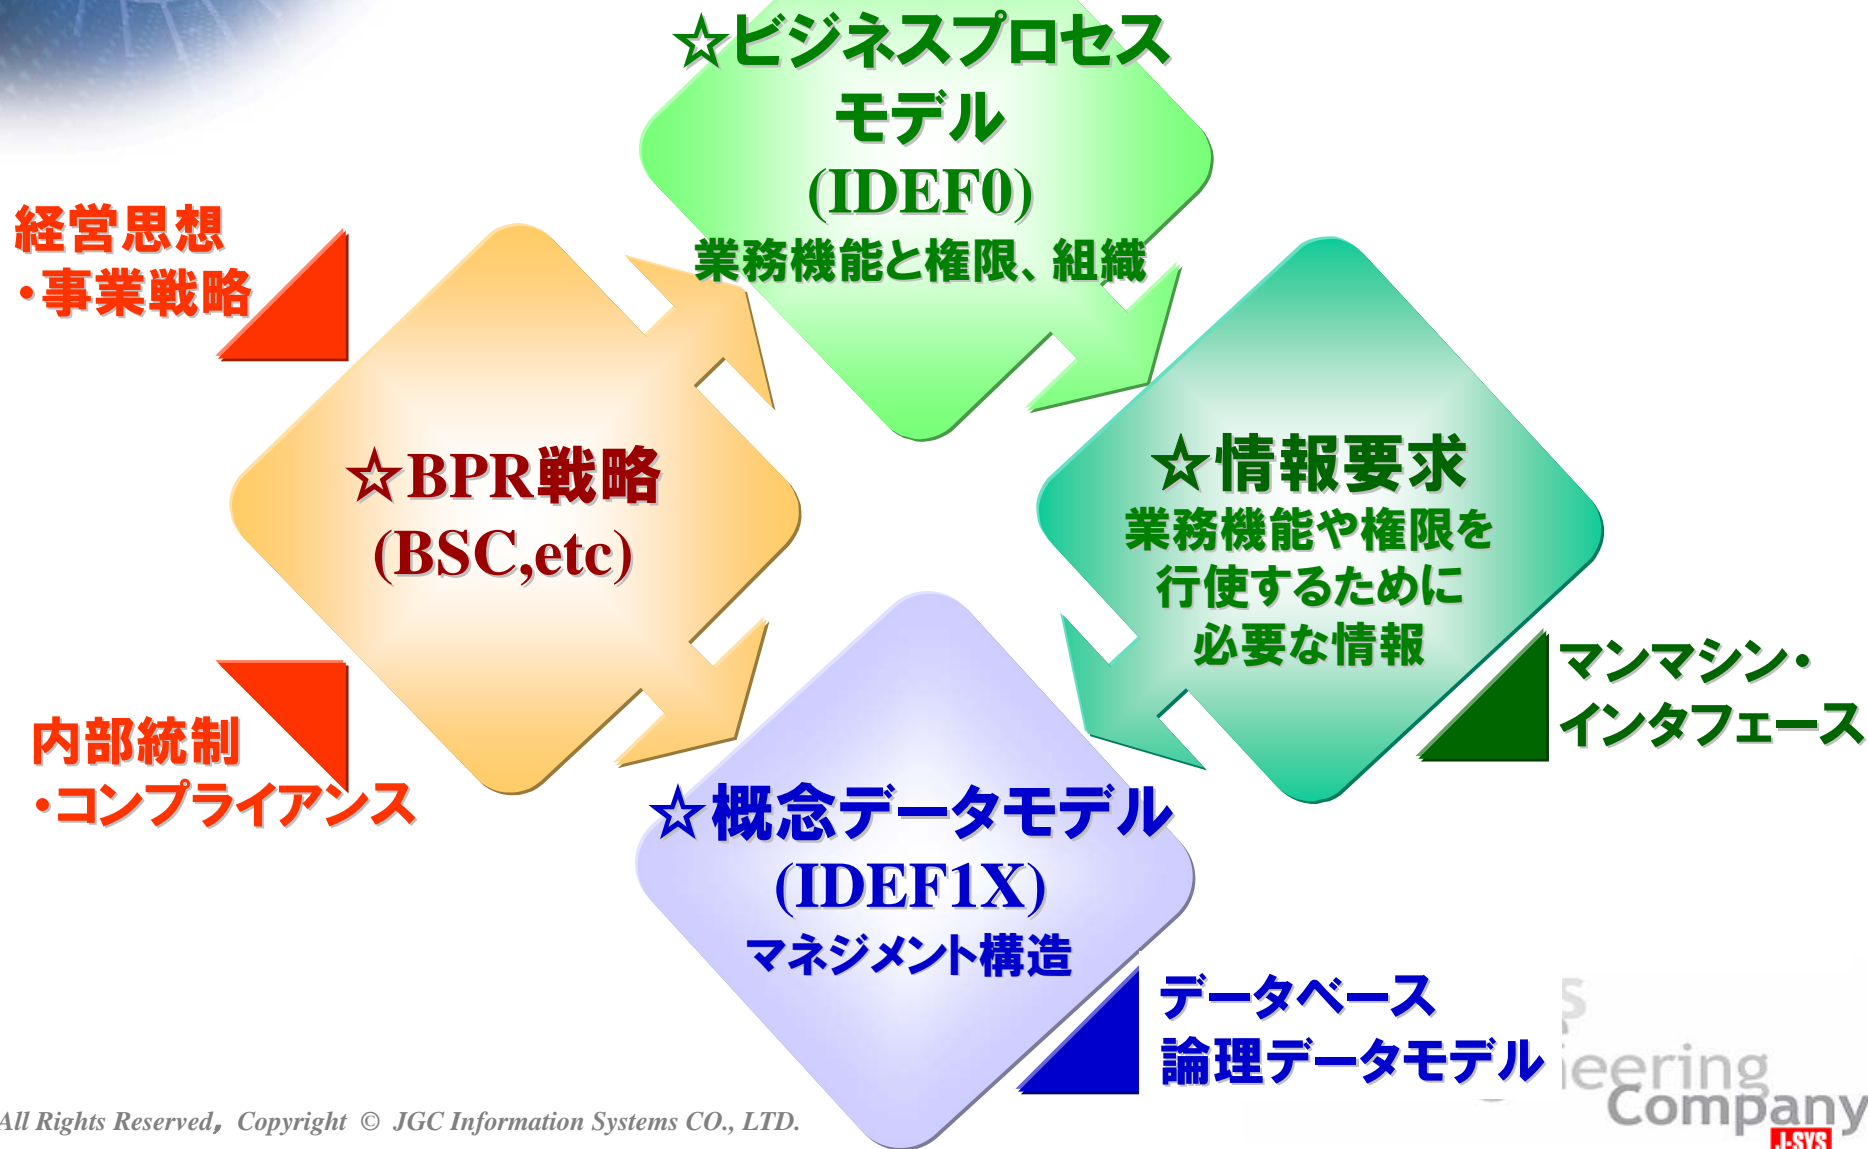 ☆ビジネスプロセス
モデル
(IDEF0)
業務機能と権限、組織
経営思想
・事業戦略
☆BPR戦略
(BSC,etc)
☆情報要求
業務機能や権限を
行使するために
必要な情報
マンマシン・
インタフェース
内部統制
・コンプライアンス
☆概念データモデル
(IDEF1X)
マネジメント構造
データベース
論理データモデル
s
ieering
Company
J-SYS
All Rights Reserved, Copyright © JGC Information Systems CO., LTD.